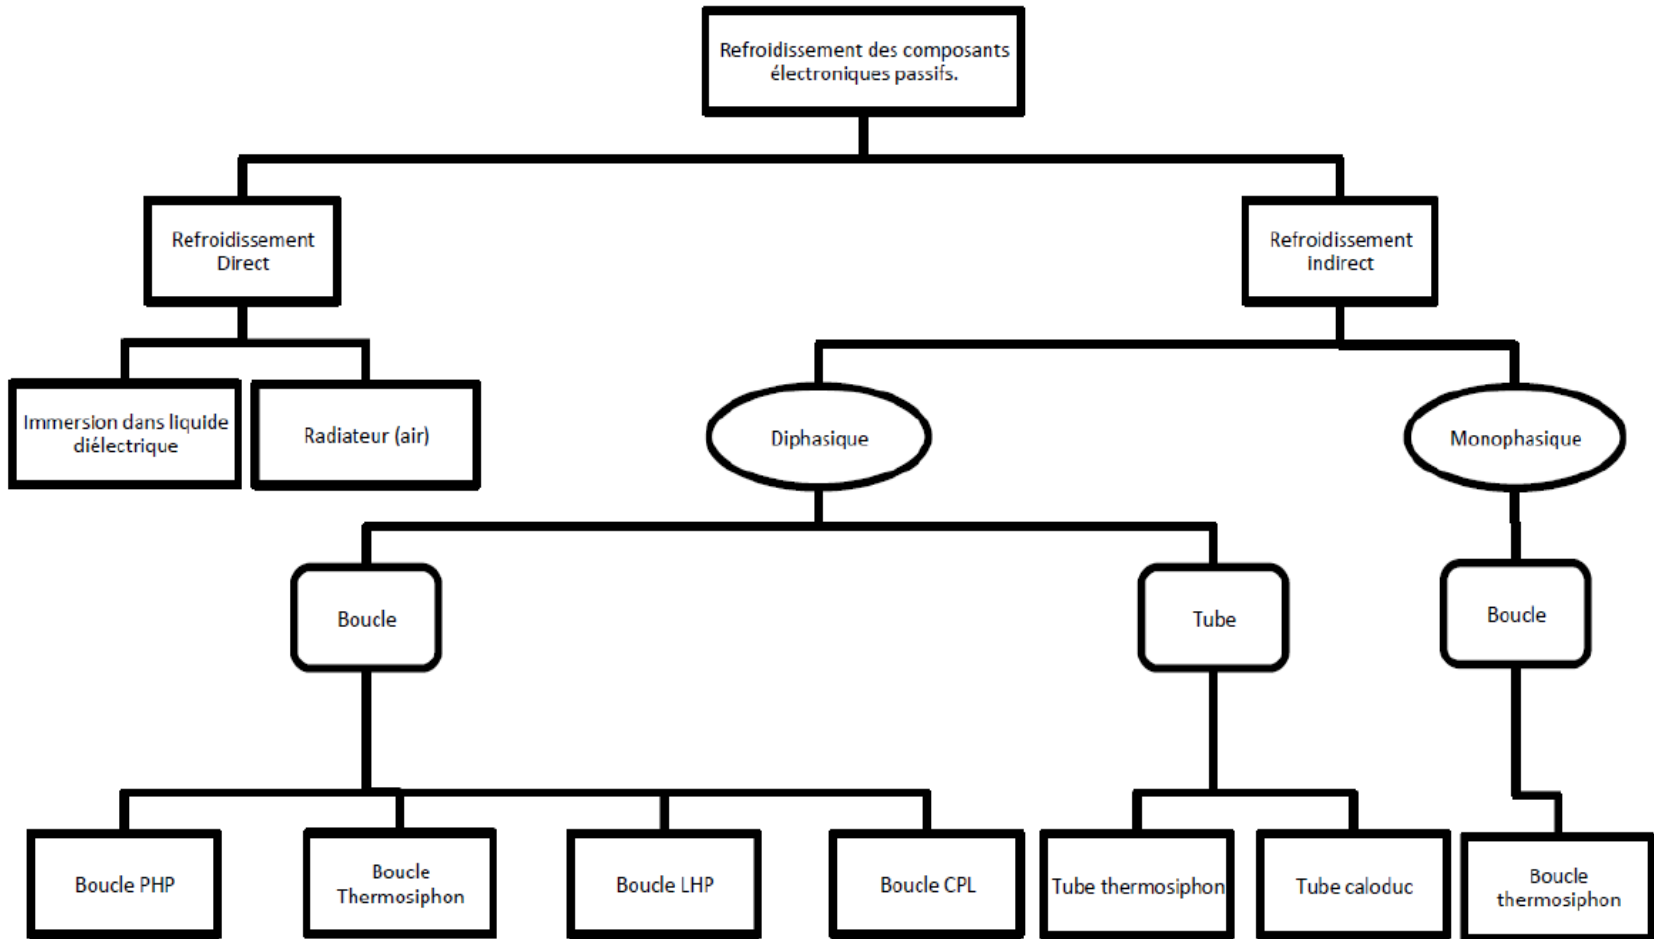 Refroidissement des composants
électroniques passifs.
Refroidissement
Direct
Refroidissement
indirect
Immersion dans liquide
diélectrique
Radiateur (air)
Diphasique
Monophasique
Boucle
Tube
Boucle
Boucle PHP
Boucle
Thermosiphon
Boucle LHP
Boucle CPL
Tube thermosiphon
Tube caloduc
Boucle
thermosiphon